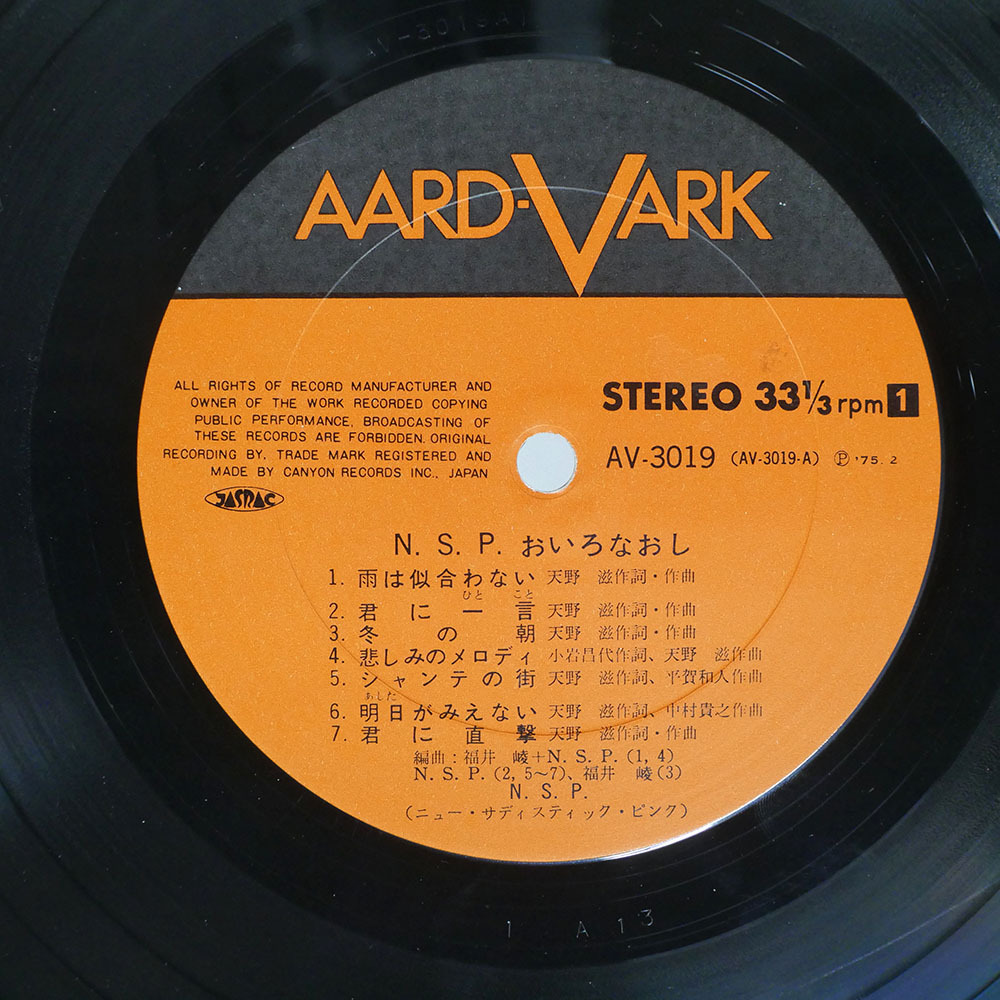 AV-3019A
AARD-VARK
ALL RIGHTS OF RECORD MANUFACTURER AND
OWNER OF THE WORK RECORDED COPYING
PUBLIC PERFORMANCE, BROADCASTING OF
THESE RECORDS ARE FORBIDDEN. ORIGINAL
RECORDING BY. TRADE MARK REGISTERED AND
MADE BY CANYON RECORDS INC., JAPAN
JASRAC
STEREO 33⅓ rpm 1
AV-3019 (AV-3019-A) Ⓟ '75. 2
N. S. P. おいろなおし
1. 雨は似合わない 天野 滋作詞・作曲
ひと こと
2. 君に一言 天野 滋作詞・作曲
3. 冬の朝 天野 滋作詞・作曲
4. 悲しみのメロディ 小岩昌代作詞、天野 滋作曲
5. シャンテの街 天野 滋作詞、平賀和人作曲
あした
6. 明日がみえない 天野 滋作詞、中村貴之作曲
7. 君に直撃 天野 滋作詞・作曲
編曲：福井 崚+N. S. P. (1, 4)
N. S. P. (2, 5~7)、福井 崚 (3)
N. S. P.
(ニュー・サディスティック・ピンク)
1 A 1 3